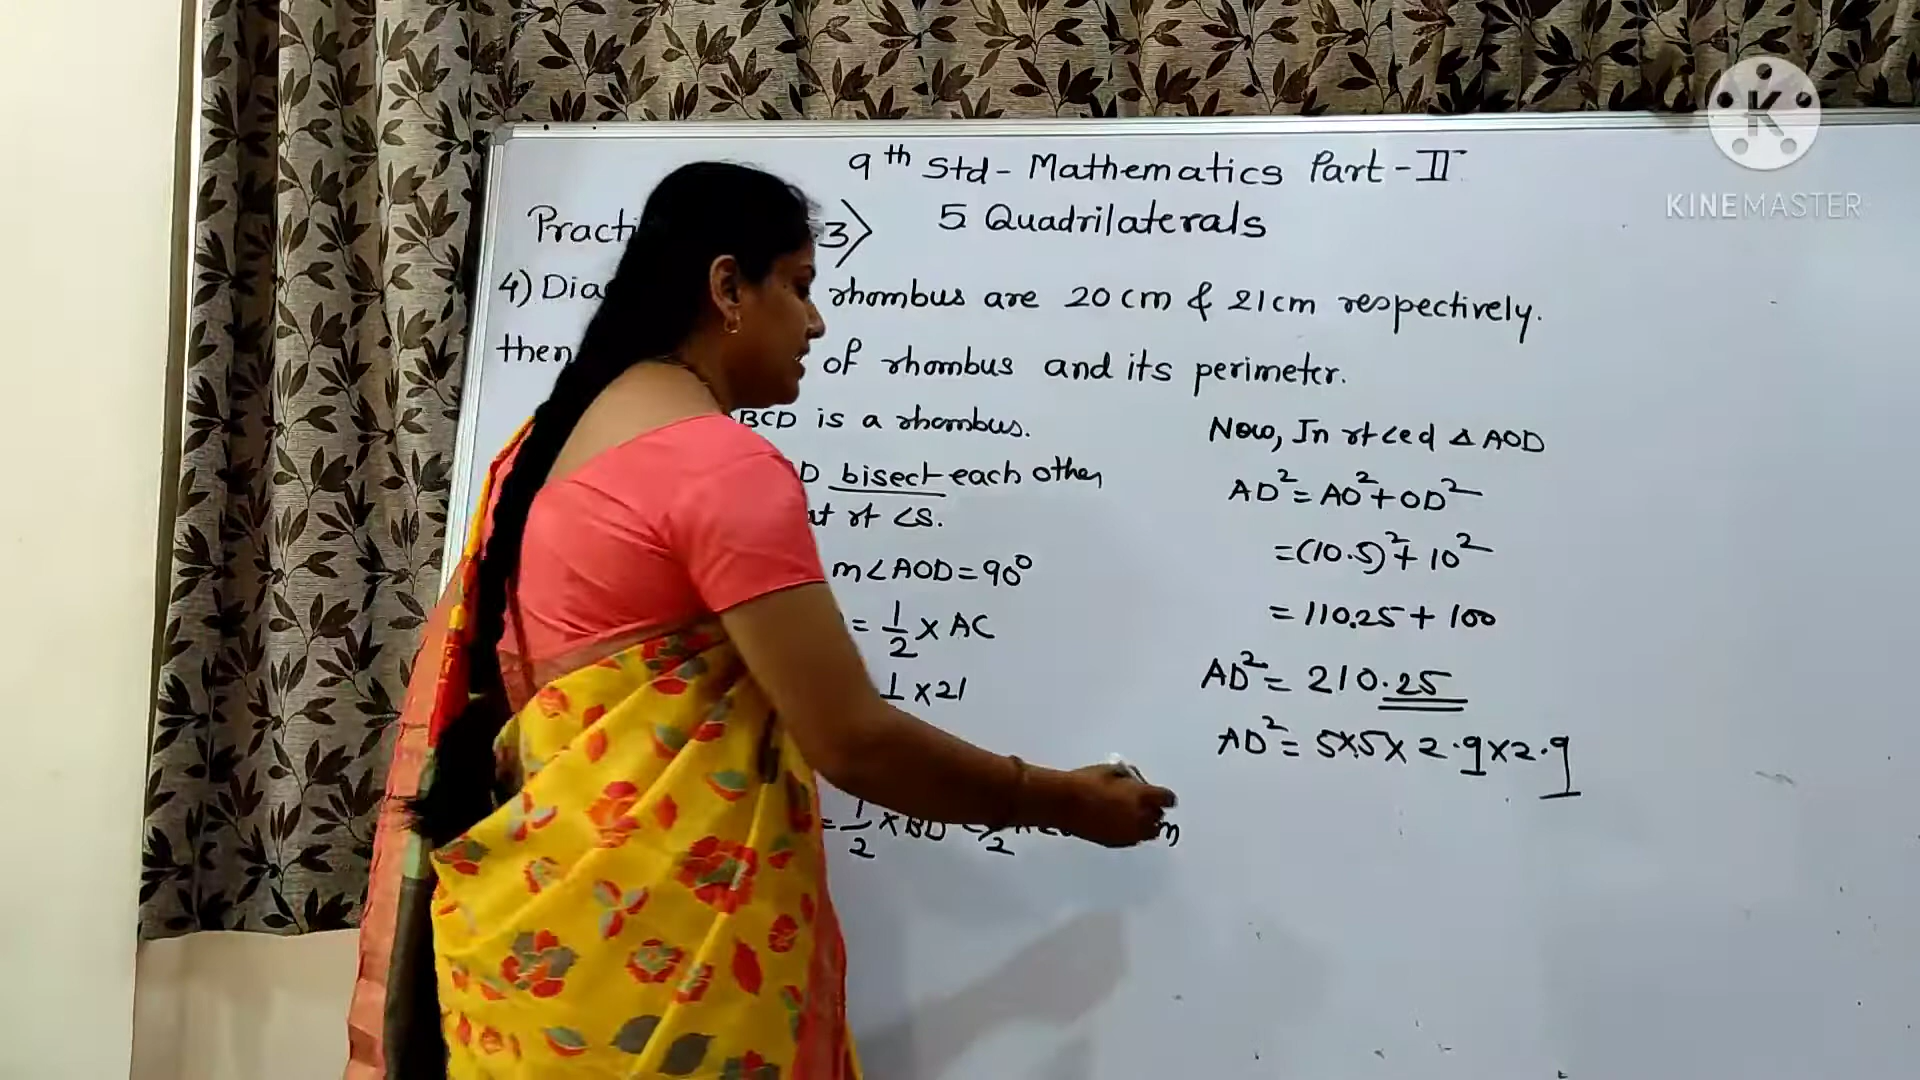 9th Std - Mathematics Part - II
3) 5 Quadrilaterals
4) rhombus are 20 cm & 21 cm respectively.
then of rhombus and its perimeter.
BCD is a rhombus.
D bisect each other
at rt ∠s.
m∠AOD = 90°
= 1/2 × AC
1 × 21
= 1/2 × BD
Now, In rt∠ed △ AOD
AD² = AO² + OD²
= (10.5)² + 10²
= 110.25 + 100
AD² = 210.25
AD² = 5×5× 2.9×2.9
KINEMASTER